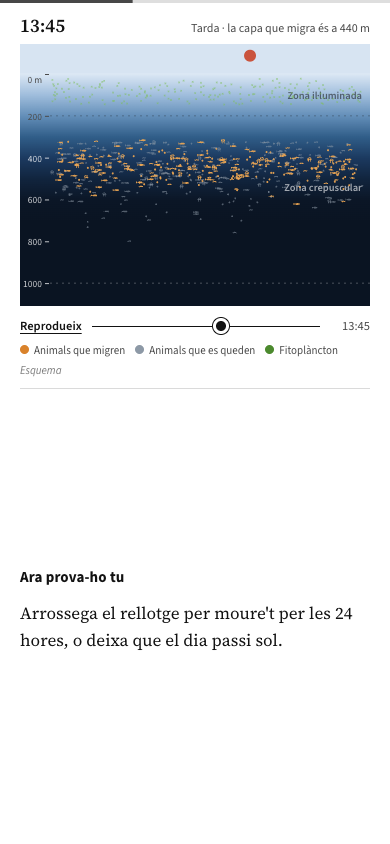 13:45
Tarda · la capa que migra és a 440 m
0 m
Zona il·luminada
200
400
Zona crepuscular
600
800
1000
Reprodueix
13:45
Animals que migren
Animals que es queden
Fitoplàncton
Esquema
Ara prova-ho tu
Arrossega el rellotge per moure't per les 24
hores, o deixa que el dia passi sol.